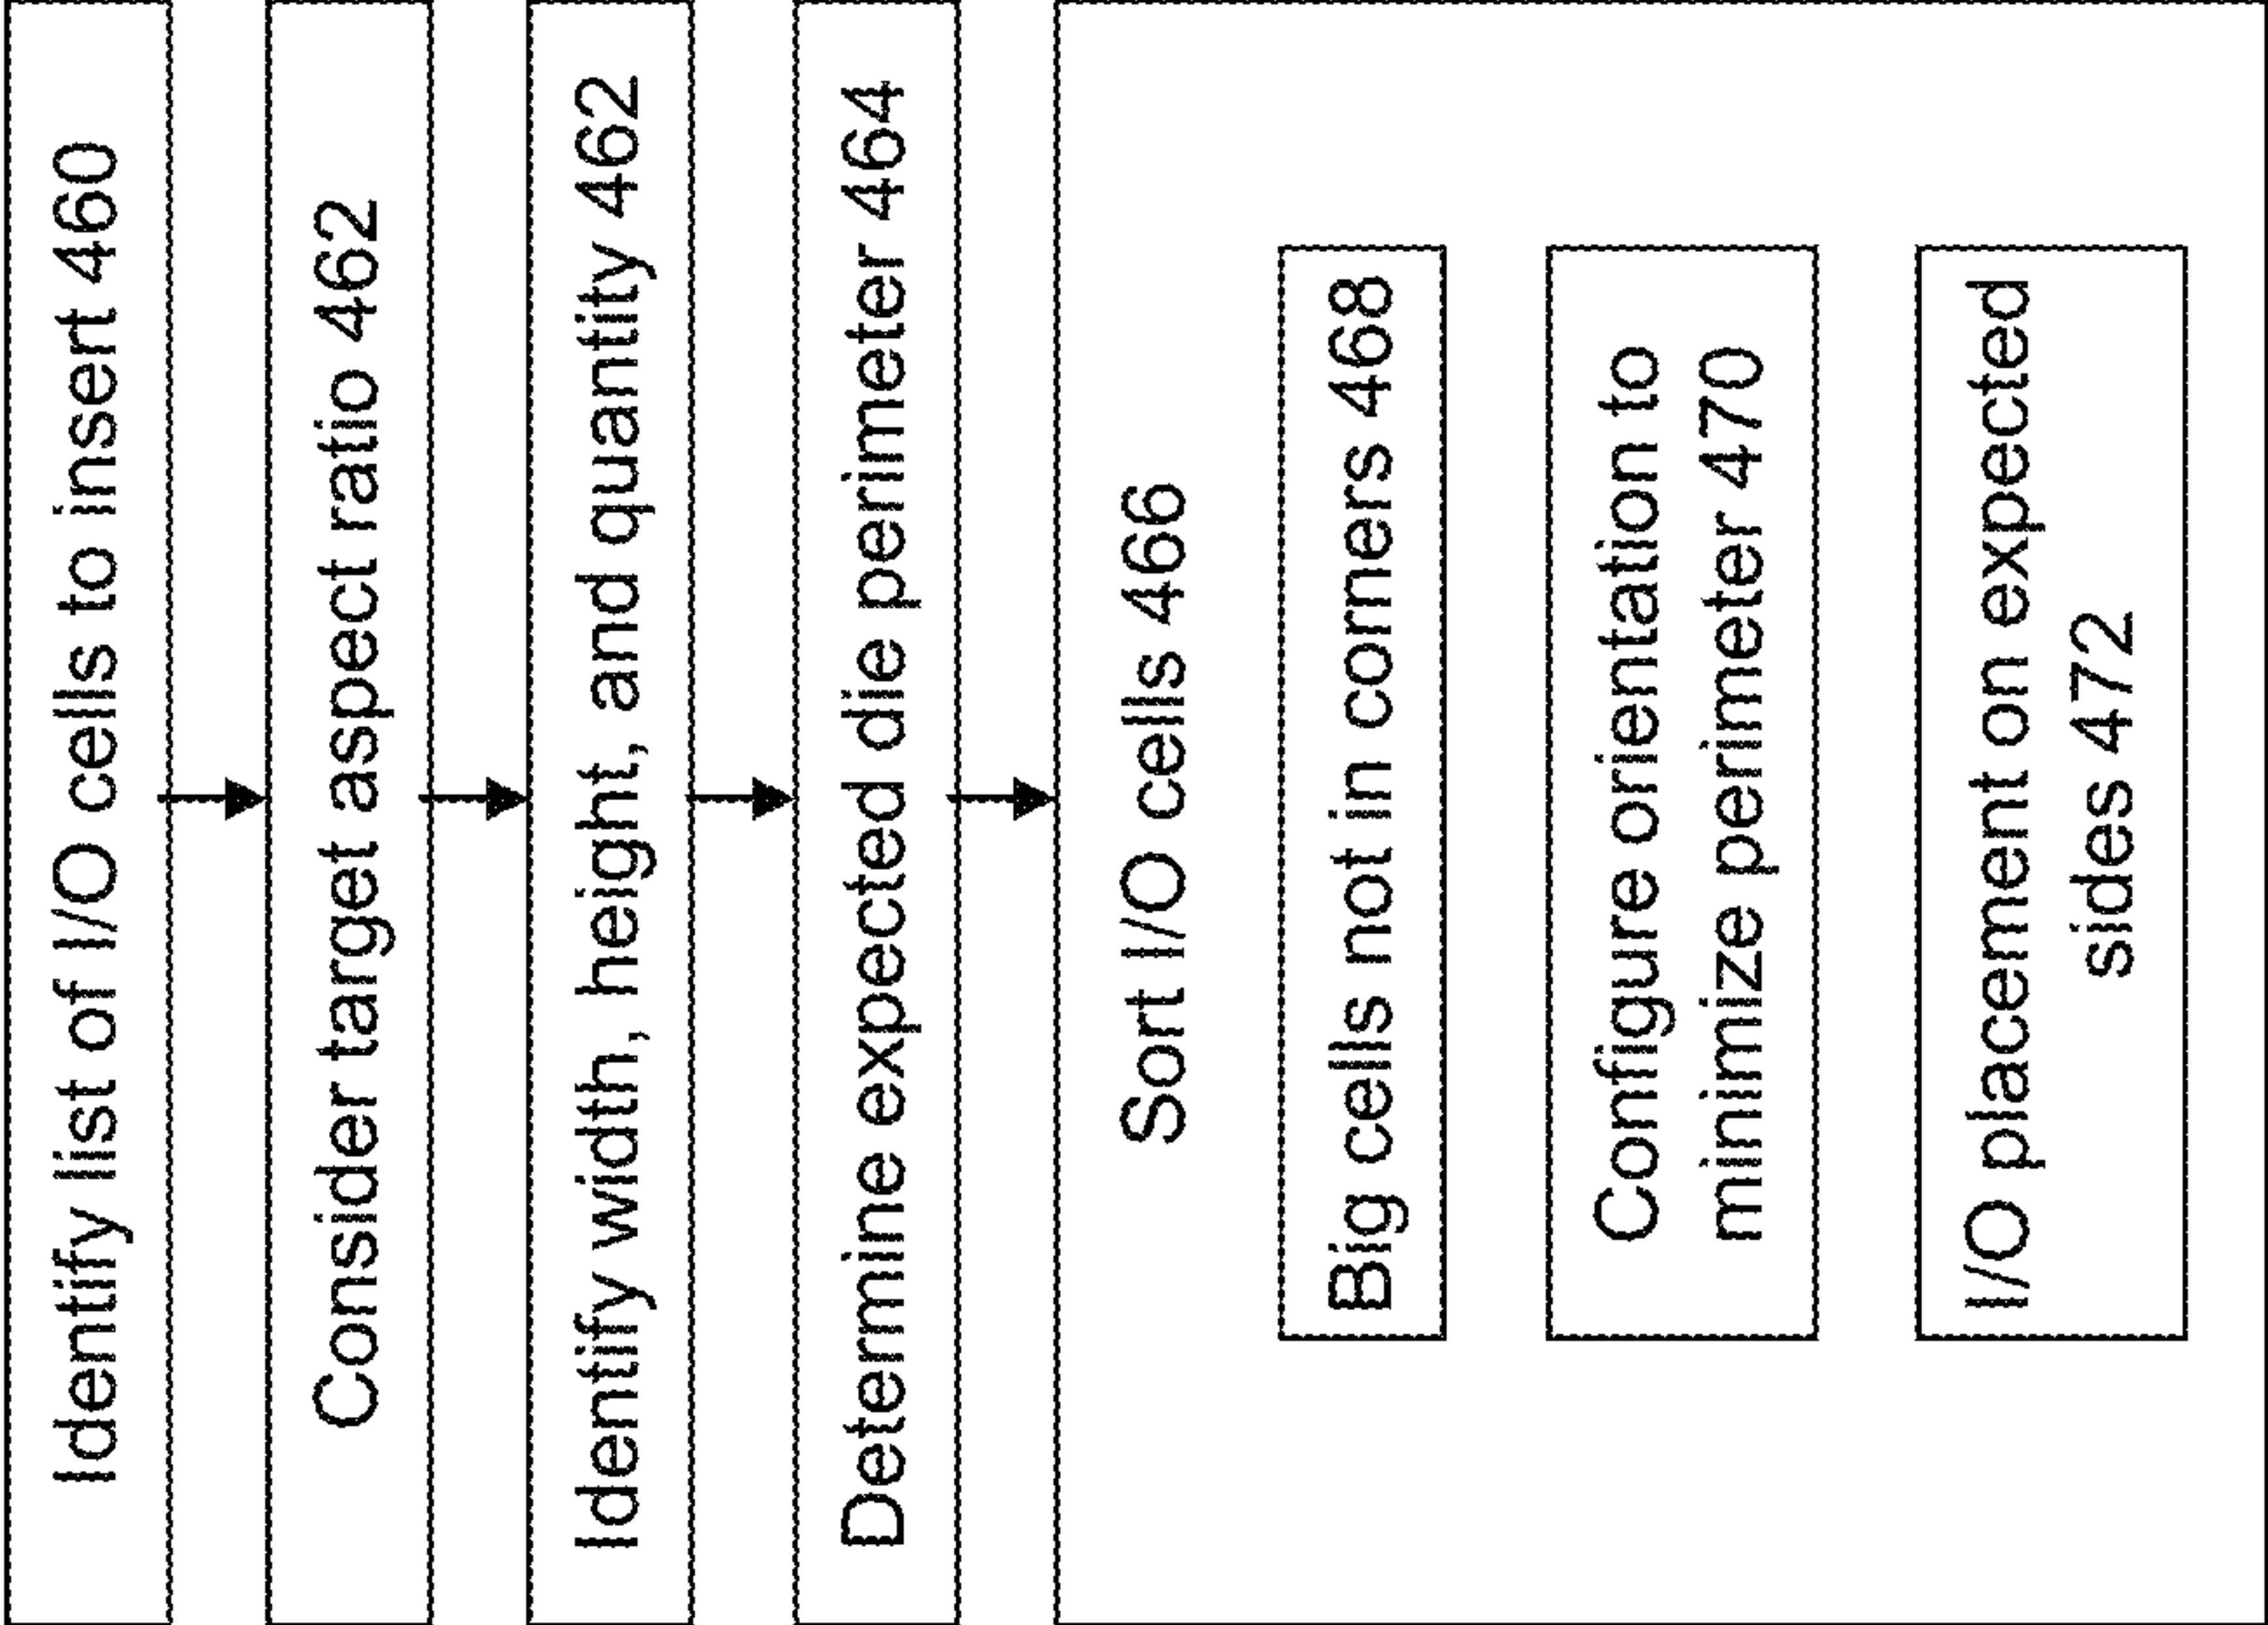 Identify list of I/O cells to insert 460
Consider target aspect ratio 462
Identify width, height, and quantity 462
Determine expected die perimeter 464
Sort I/O cells 466
Big cells not in corners 468
Configure orientation to
minimize perimeter 470
I/O placement on expected
sides 472